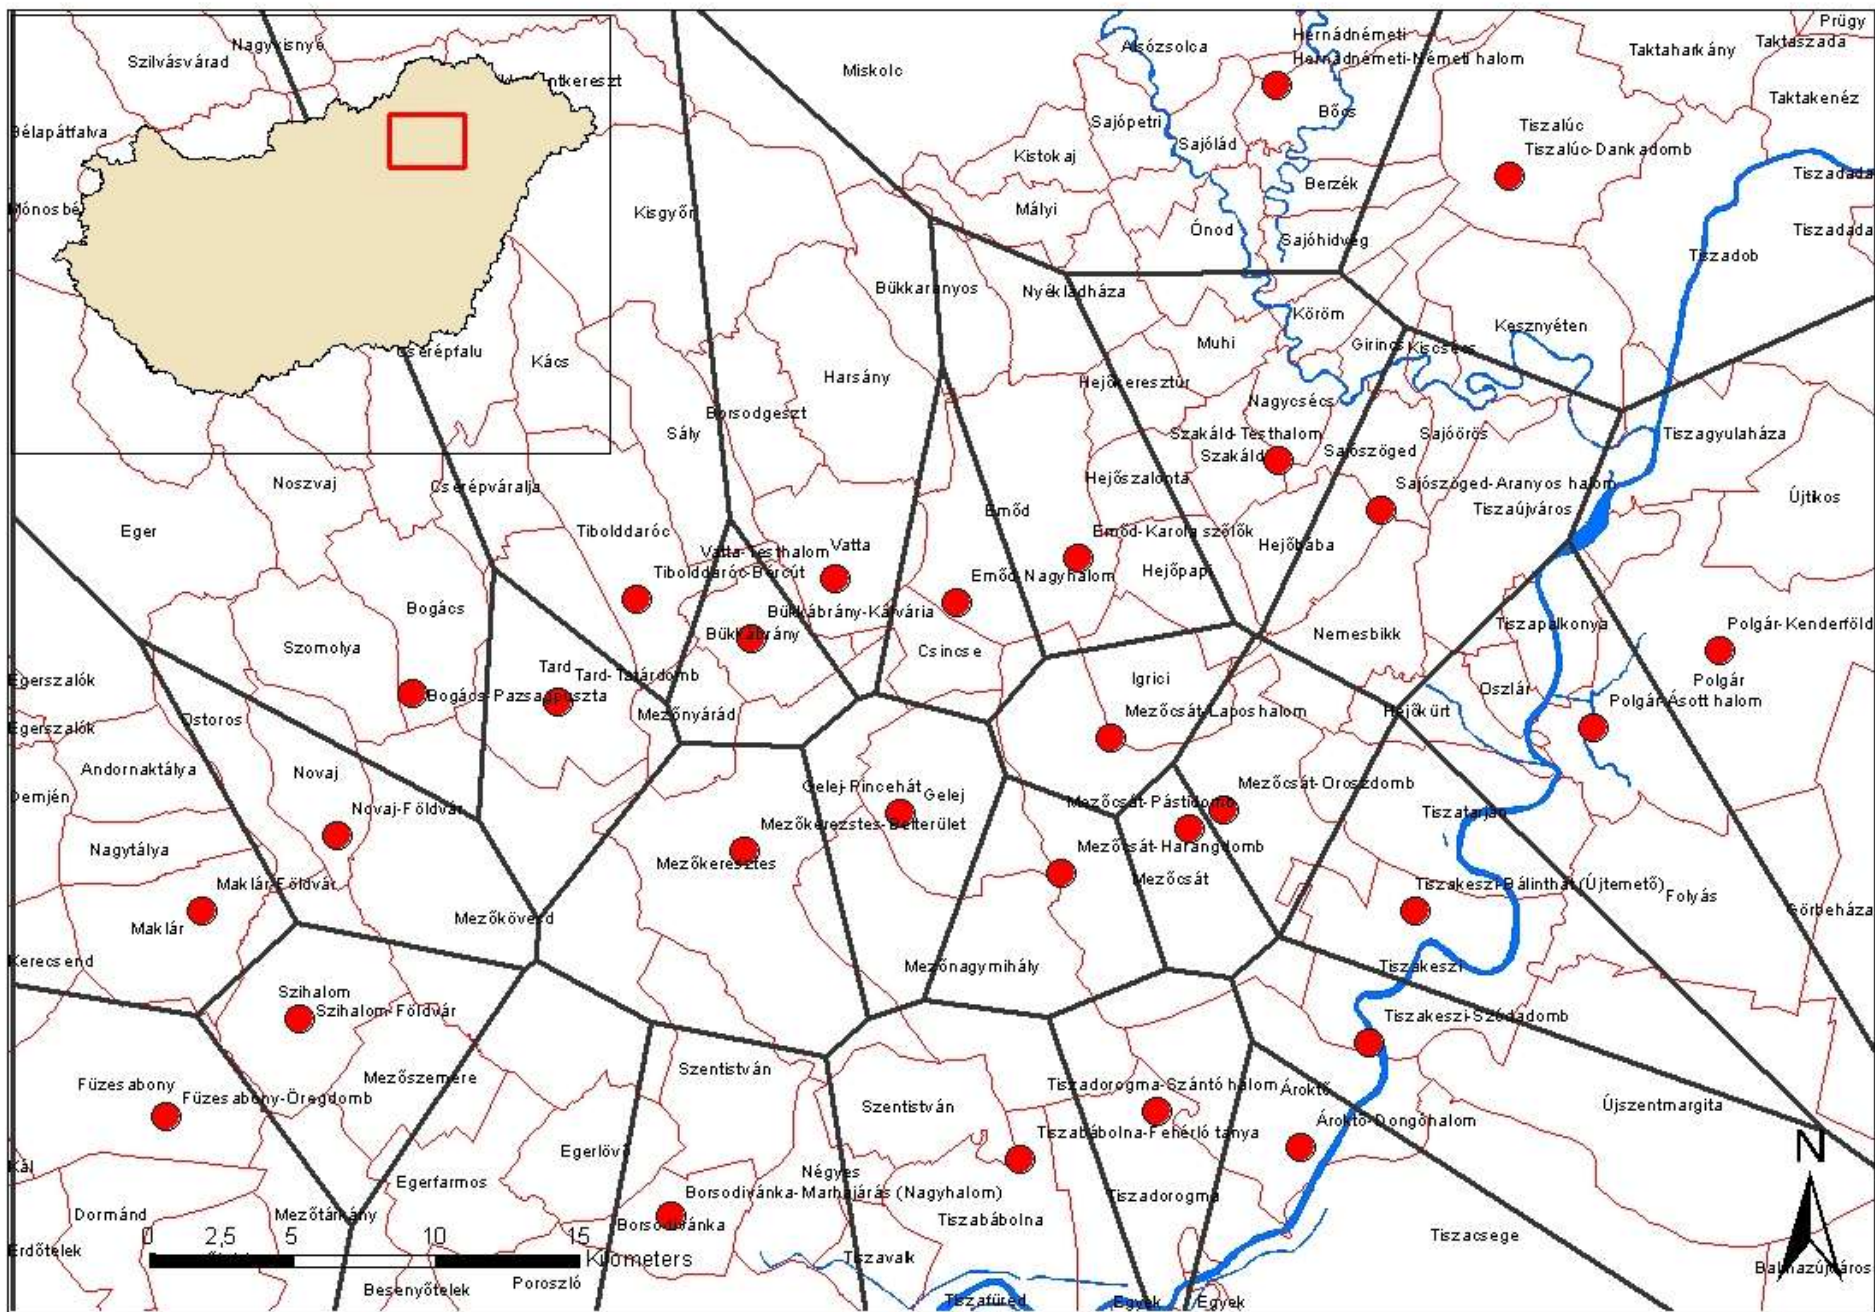 Prügy
Nagyvisnyó
Hernádnémeti
Alsózsolca
Taktaharkány
Taktaszada
Szilvásvárad
Hernádnémeti-Németi halom
Miskolc
Taktakenéz
Bőcs
Sajópetri
Tiszalúc
Bélapátfalva
Sajólád
Tiszalúc-Dankadomb
Kistokaj
Tiszadada
Berzék
Kisgyőr
Mályi
Ónod
Sajóhidvég
Tiszadada
Tiszadob
Bükkaranyos
Nyékládháza
Köröm
Kesznyéten
Muhi
Girincs
Kiscsécs
Cserépfalu
Kács
Harsány
Hejőkeresztúr
Nagycsécs
Borsodgeszt
Sály
Szakáld-Testhalom
Sajóörös
Tiszagyulaháza
Szakáld
Sajószöged
Noszvaj
Cserépváralja
Hejőszalonta
Sajószöged-Aranyos halom
Újtikos
Emőd
Tiszaújváros
Eger
Tibolddaróc
Emőd-Karola szőlők
Vatta-Testhalom
Vatta
Hejőbába
Tibolddaróc-Bércút
Emőd-Nagyhalom
Hejőpapi
Bogács
Bükkábrány-Kálvária
Tiszapalkonya
Polgár-Kenderföld
Bükkábrány
Nemesbikk
Szomolya
Csincse
Tard
Tard-Tatárdomb
Igrici
Polgár
Egerszalók
Bogács-Pazsagpuszta
Oszlár
Polgár-Ásott halom
Mezőnyárád
Mezőcsát-Laposhalom
Hejőkürt
Ostoros
Egerszalók
Andornaktálya
Novaj
Mezőcsát-Oroszdomb
Gelej-Pincehát
Gelej
Demjén
Mezőcsát-Pástidomb
Novaj-Földvár
Tiszatarján
Mezőkerezstes-Belterület
Nagytálya
Mezőkeresztes
Mezőcsát-Harangdomb
Mezőcsát
Maklár-Földvár
Tiszakeszi-Bálinthát (Újtemető)
Folyás
Görbeháza
Maklár
Mezőkövesd
Kerecsend
Mezőnagymihály
Tiszakeszi
Szihalom
Szihalom-Földvár
Tiszakeszi-Szódadomb
Szentistván
Mezőszemere
Füzesabony
Tiszadorogma-Szántó halom
Ároktő
Füzesabony-Öregdomb
Szentistván
Újszentmargita
Ároktő-Dongóhalom
Tiszabábolna-Fehérló tanya
N
Egerlövő
Kál
Négyes
Egerfarmos
Borsodivánka-Marhajárás (Nagyhalom)
Tiszadorogma
Dormánd
Mezőtárkány
Borsodivánka
Tiszabábolna
Tiszacsege
0 2,5 5 10 15
Kilometers
Erdőtelek
Tiszavalk
Balmazújváros
Besenyőtelek
Poroszló
Tiszafüred
Egyek
Egyek